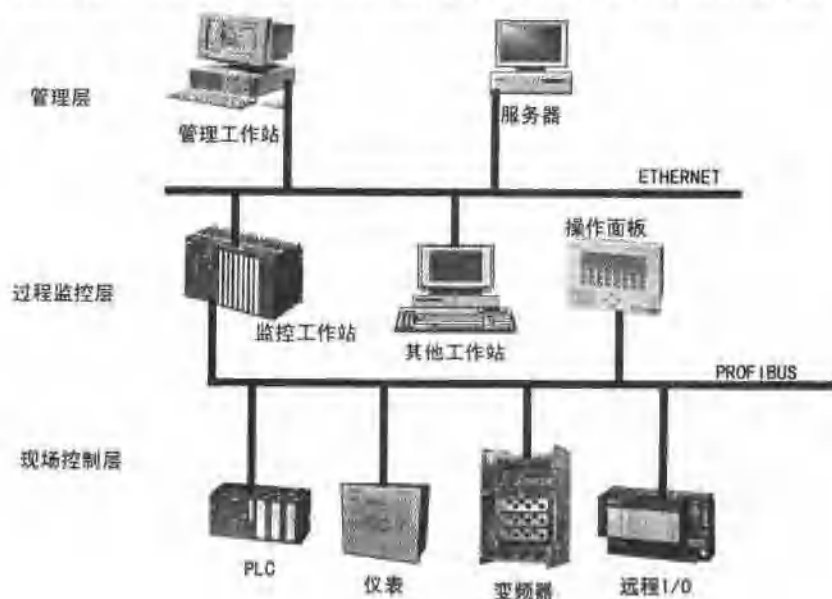 管理层
管理工作站
服务器
ETHERNET
操作面板
过程监控层
监控工作站
其他工作站
PROFIBUS
现场控制层
PLC
仪表
变频器
远程I/O